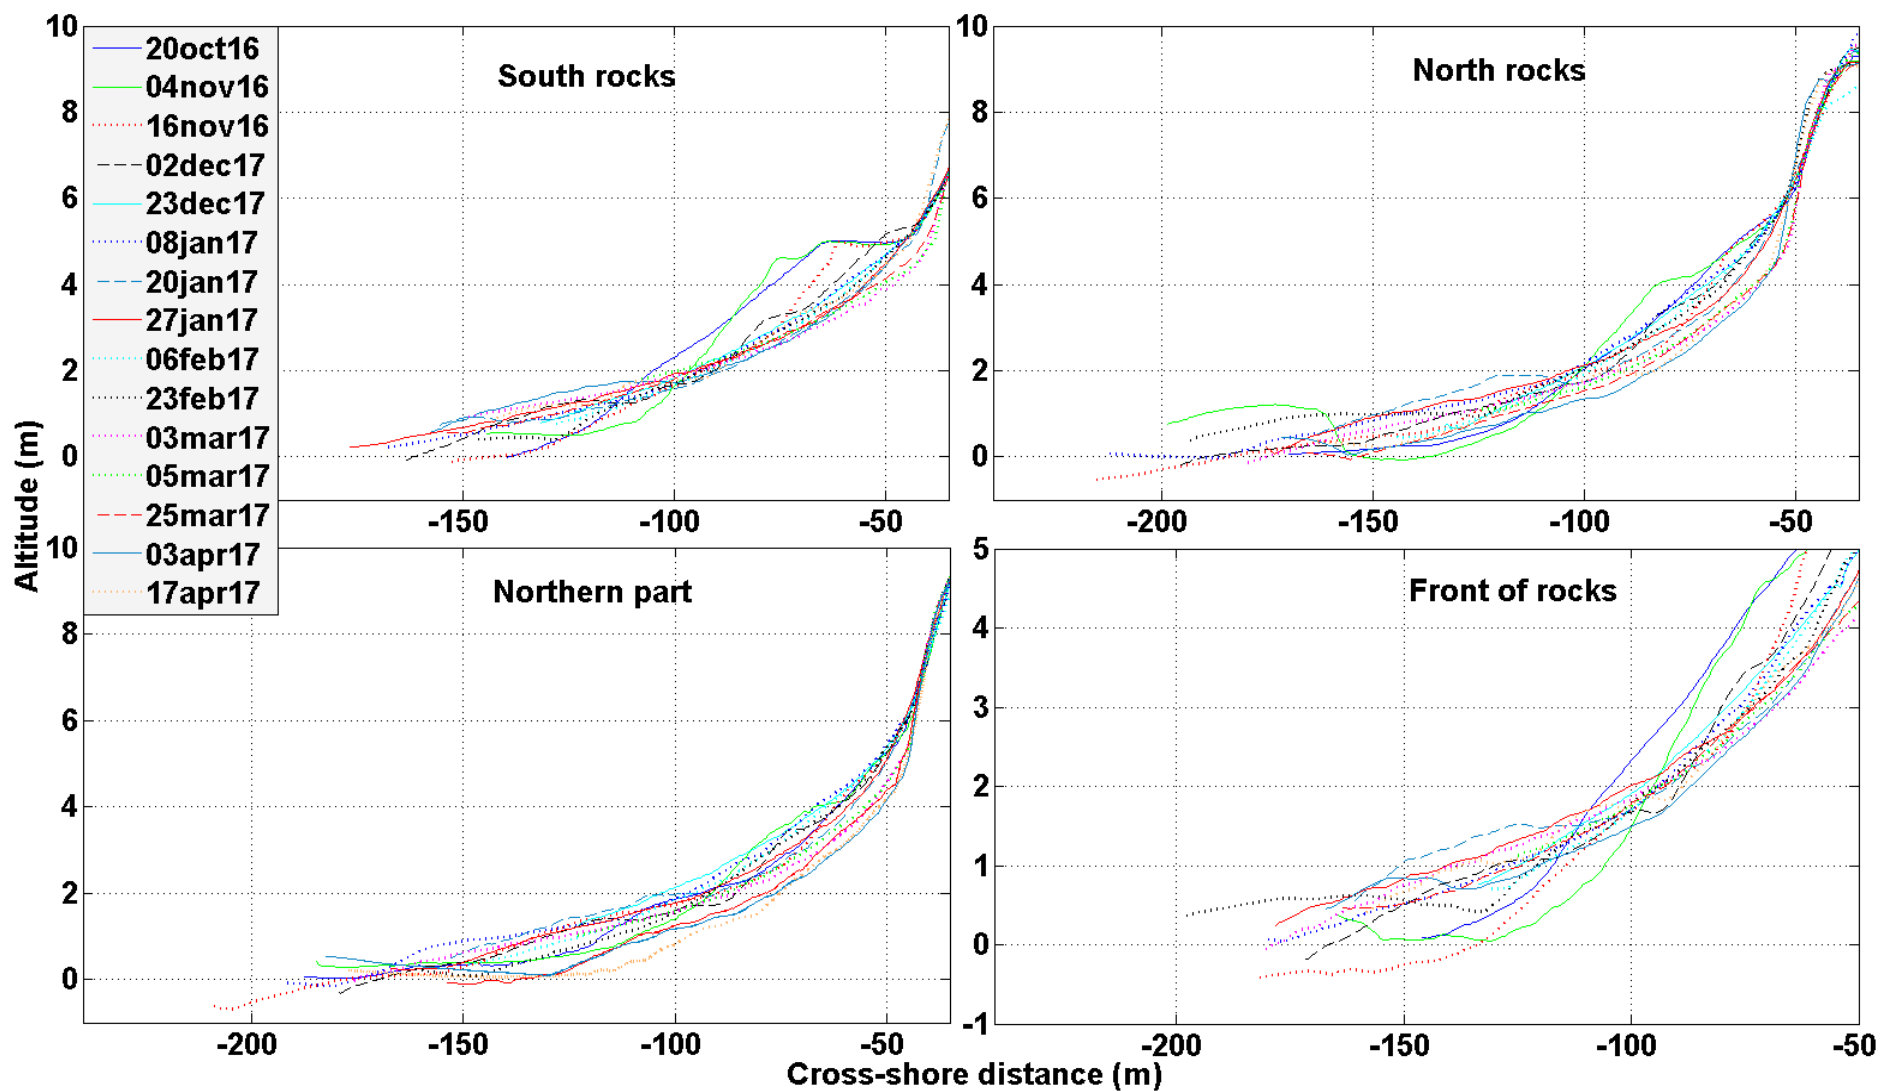 10
8
6
4
2
0
-150
-100
-50
South rocks
20oct16
04nov16
16nov16
02dec17
23dec17
08jan17
20jan17
27jan17
06feb17
23feb17
03mar17
05mar17
25mar17
03apr17
17apr17
10
8
6
4
2
0
-200
-150
-100
-50
North rocks
Altitude (m)
10
8
6
4
2
0
-200
-150
-100
-50
Northern part
5
4
3
2
1
0
-1
-200
-150
-100
-50
Front of rocks
Cross-shore distance (m)